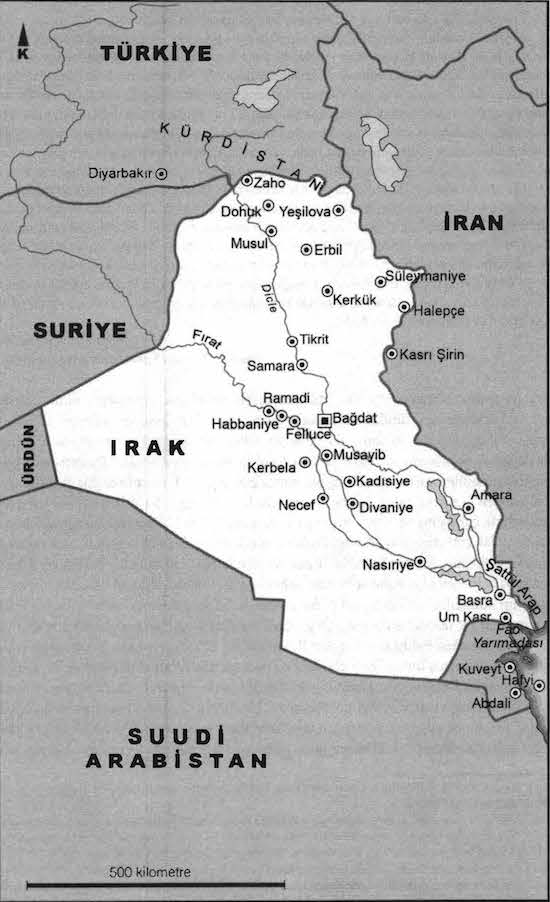 K
TÜRKİYE
KÜRDİSTAN
Diyarbakır
Zaho
Dohuk
Yeşilova
Musul
Erbil
İRAN
Süleymaniye
Dicle
Kerkük
Halepçe
SURİYE
Fırat
Tikrit
Kasrı Şirin
Samara
Ramadi
Habbaniye
Felluce
Bağdat
ÜRDÜN
IRAK
Musayib
Kerbela
Kadısiye
Amara
Necef
Divaniye
Nasıriye
Şattül Arap
Basra
Um Kasr
Fao
Yarımadası
Kuveyt
Hafyi
Abdali
SUUDİ
ARABİSTAN
500 kilometre